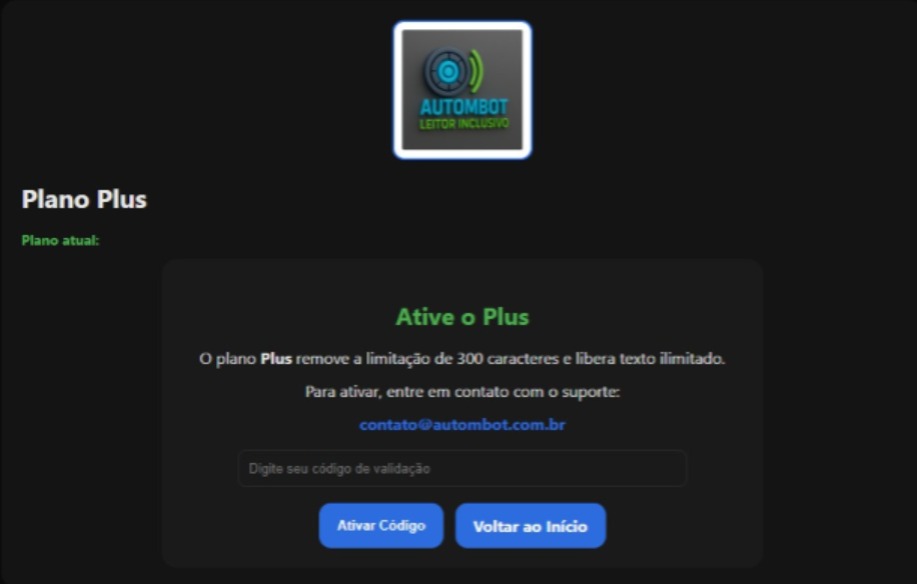 AUTOMBOT
LEITOR INCLUSIVO
Plano Plus
Plano atual:
Ative o Plus
O plano Plus remove a limitação de 300 caracteres e libera texto ilimitado.
Para ativar, entre em contato com o suporte:
contato@autombot.com.br
Digite seu código de validação
Ativar Código
Voltar ao Início